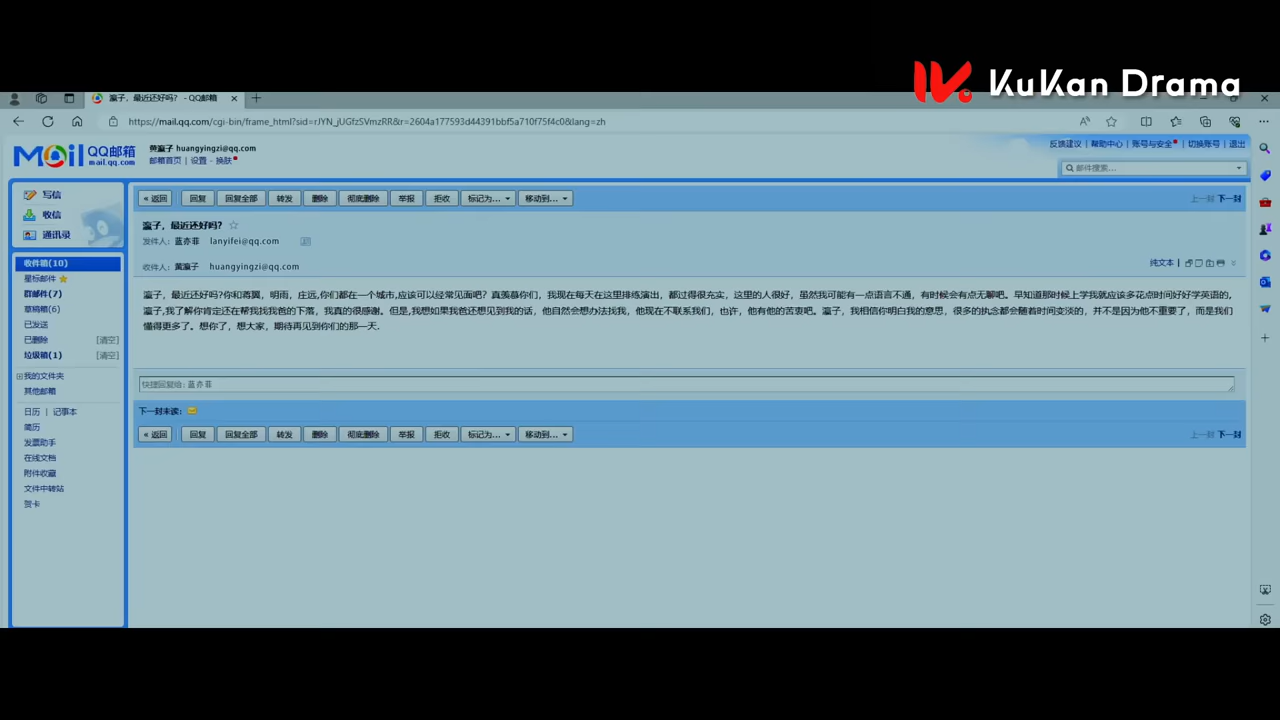 KuKan Drama
瀛子，最近还好吗？ - QQ邮箱
https://mail.qq.com/cgi-bin/frame_html?sid=rJYN_jUGfzSVmzRR&r=2604a177593d44391bbf5a710f75f4c0&lang=zh
Mail QQ邮箱 mail.qq.com
黄瀛子 huangyingzi@qq.com
邮箱首页 | 设置 - 换肤
反馈建议 | 帮助中心 | 账号与安全 | 切换账号 | 退出
邮件搜索...
写信
收信
通讯录
收件箱(10)
星标邮件
群邮件(7)
草稿箱(6)
已发送
已删除 [清空]
垃圾箱(1) [清空]
我的文件夹
其他邮箱
日历 | 记事本
简历
发票助手
在线文档
附件收藏
文件中转站
贺卡
« 返回 回复 回复全部 转发 删除 彻底删除 举报 拒收 标记为... 移动到... 上一封 下一封
瀛子，最近还好吗？
发件人：蓝亦菲 lanyifei@qq.com
收件人：黄瀛子 huangyingzi@qq.com
纯文本 |
瀛子，最近还好吗?你和蒋翼，明雨，庄远,你们都在一个城市,应该可以经常见面吧？真羡慕你们，我现在每天在这里排练演出，都过得很充实，这里的人很好，虽然我可能有一点语言不通，有时候会有点无聊吧。早知道那时候上学我就应该多花点时间好好学英语的,
瀛子,我了解你肯定还在帮我找我爸的下落，我真的很感谢。但是,我想如果我爸还想见到我的话，他自然会想办法找我，他现在不联系我们，也许，他有他的苦衷吧。瀛子，我相信你明白我的意思，很多的执念都会随着时间变淡的，并不是因为他不重要了，而是我们
懂得更多了．想你了，想大家，期待再见到你们的那一天.
快捷回复给：蓝亦菲
下一封未读：
« 返回 回复 回复全部 转发 删除 彻底删除 举报 拒收 标记为... 移动到... 上一封 下一封